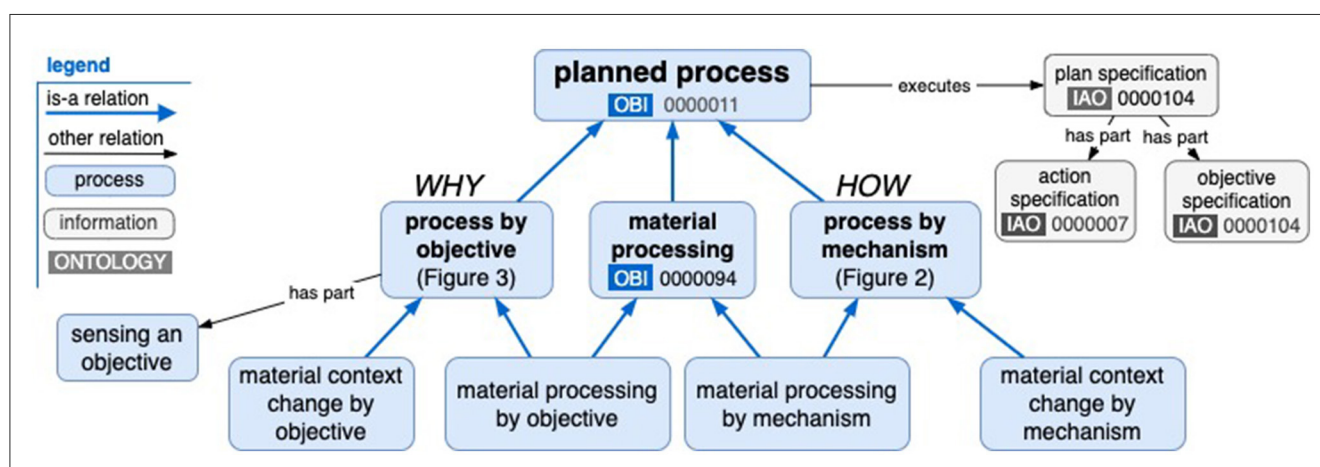 legend
is-a relation
other relation
process
information
ONTOLOGY
planned process
OBI 0000011
executes
plan specification
IAO 0000104
has part
has part
action
specification
IAO 0000007
objective
specification
IAO 0000104
WHY
HOW
process by
objective
(Figure 3)
material
processing
OBI 0000094
process by
mechanism
(Figure 2)
has part
sensing an
objective
material context
change by
objective
material processing
by objective
material processing
by mechanism
material context
change by
mechanism